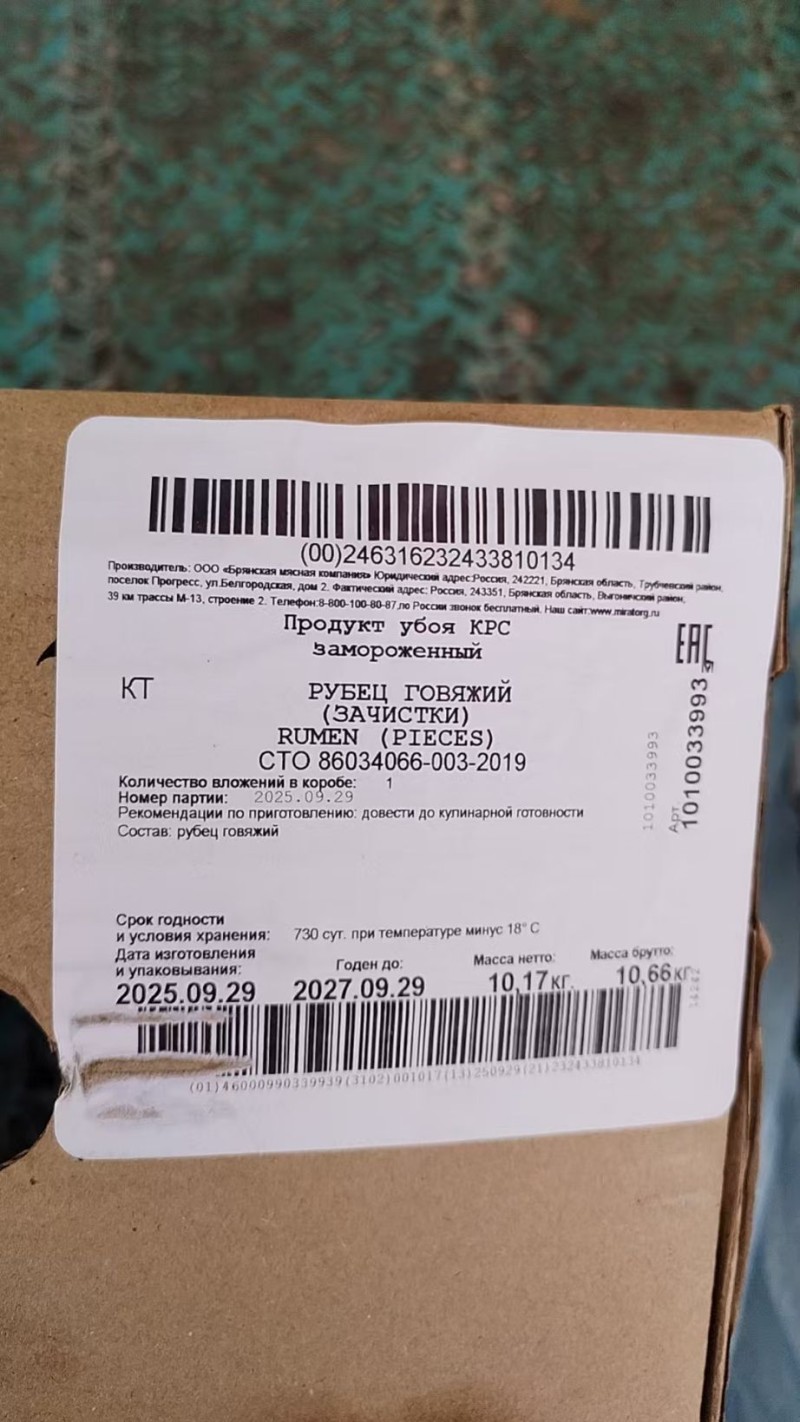 (00)246316232433810134
Производитель: ООО «Брянская мясная компания» Юридический адрес:Россия, 242221, Брянская область, Трубчевский район,
поселок Прогресс, ул.Белгородская, дом 2. Фактический адрес: Россия, 243351, Брянская область, Выгоничский район,
39 км трассы М-13, строение 2. Телефон:8-800-100-80-87,по России звонок бесплатный. Наш сайт:www.miratorg.ru
Продукт убоя КРС
замороженный
EAC
КТ
РУБЕЦ ГОВЯЖИЙ
(ЗАЧИСТКИ)
RUMEN (PIECES)
СТО 86034066-003-2019
Количество вложений в коробе: 1
Номер партии: 2025.09.29
Рекомендации по приготовлению: довести до кулинарной готовности
Состав: рубец говяжий
1010033993
Арт
1010033993
Срок годности
и условия хранения: 730 сут. при температуре минус 18° С
Дата изготовления
и упаковывания:
2025.09.29
Годен до:
2027.09.29
Масса нетто:
10,17кг.
Масса брутто:
10,66кг.
(01)46000990339939(3102)001017(13)250929(21)232433810134